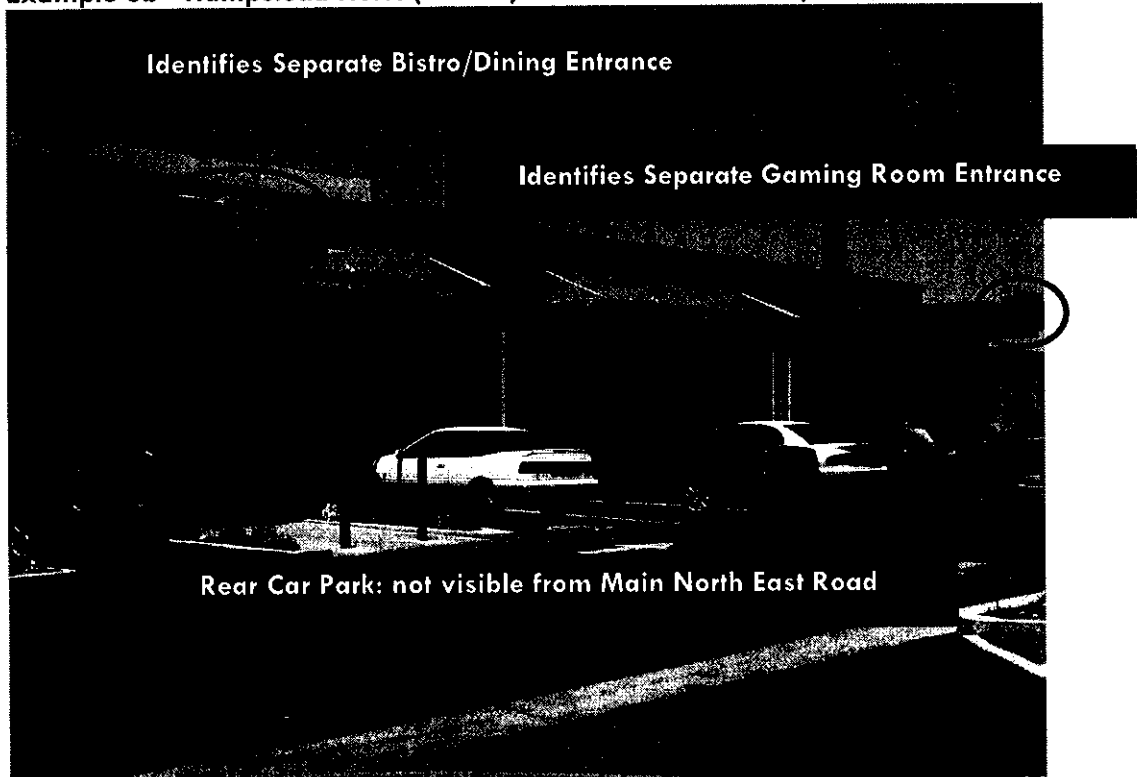 Identifies Separate Bistro/Dining Entrance
Identifies Separate Gaming Room Entrance
Rear Car Park: not visible from Main North East Road